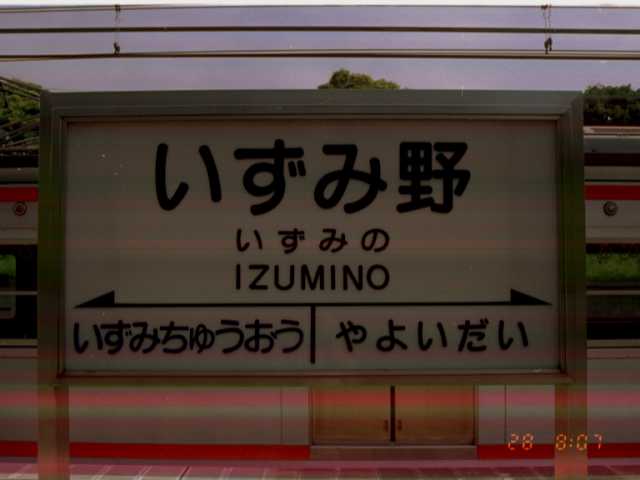 いずみ野
いずみの
IZUMINO
いずみちゅうおう やよいだい
28 8:07